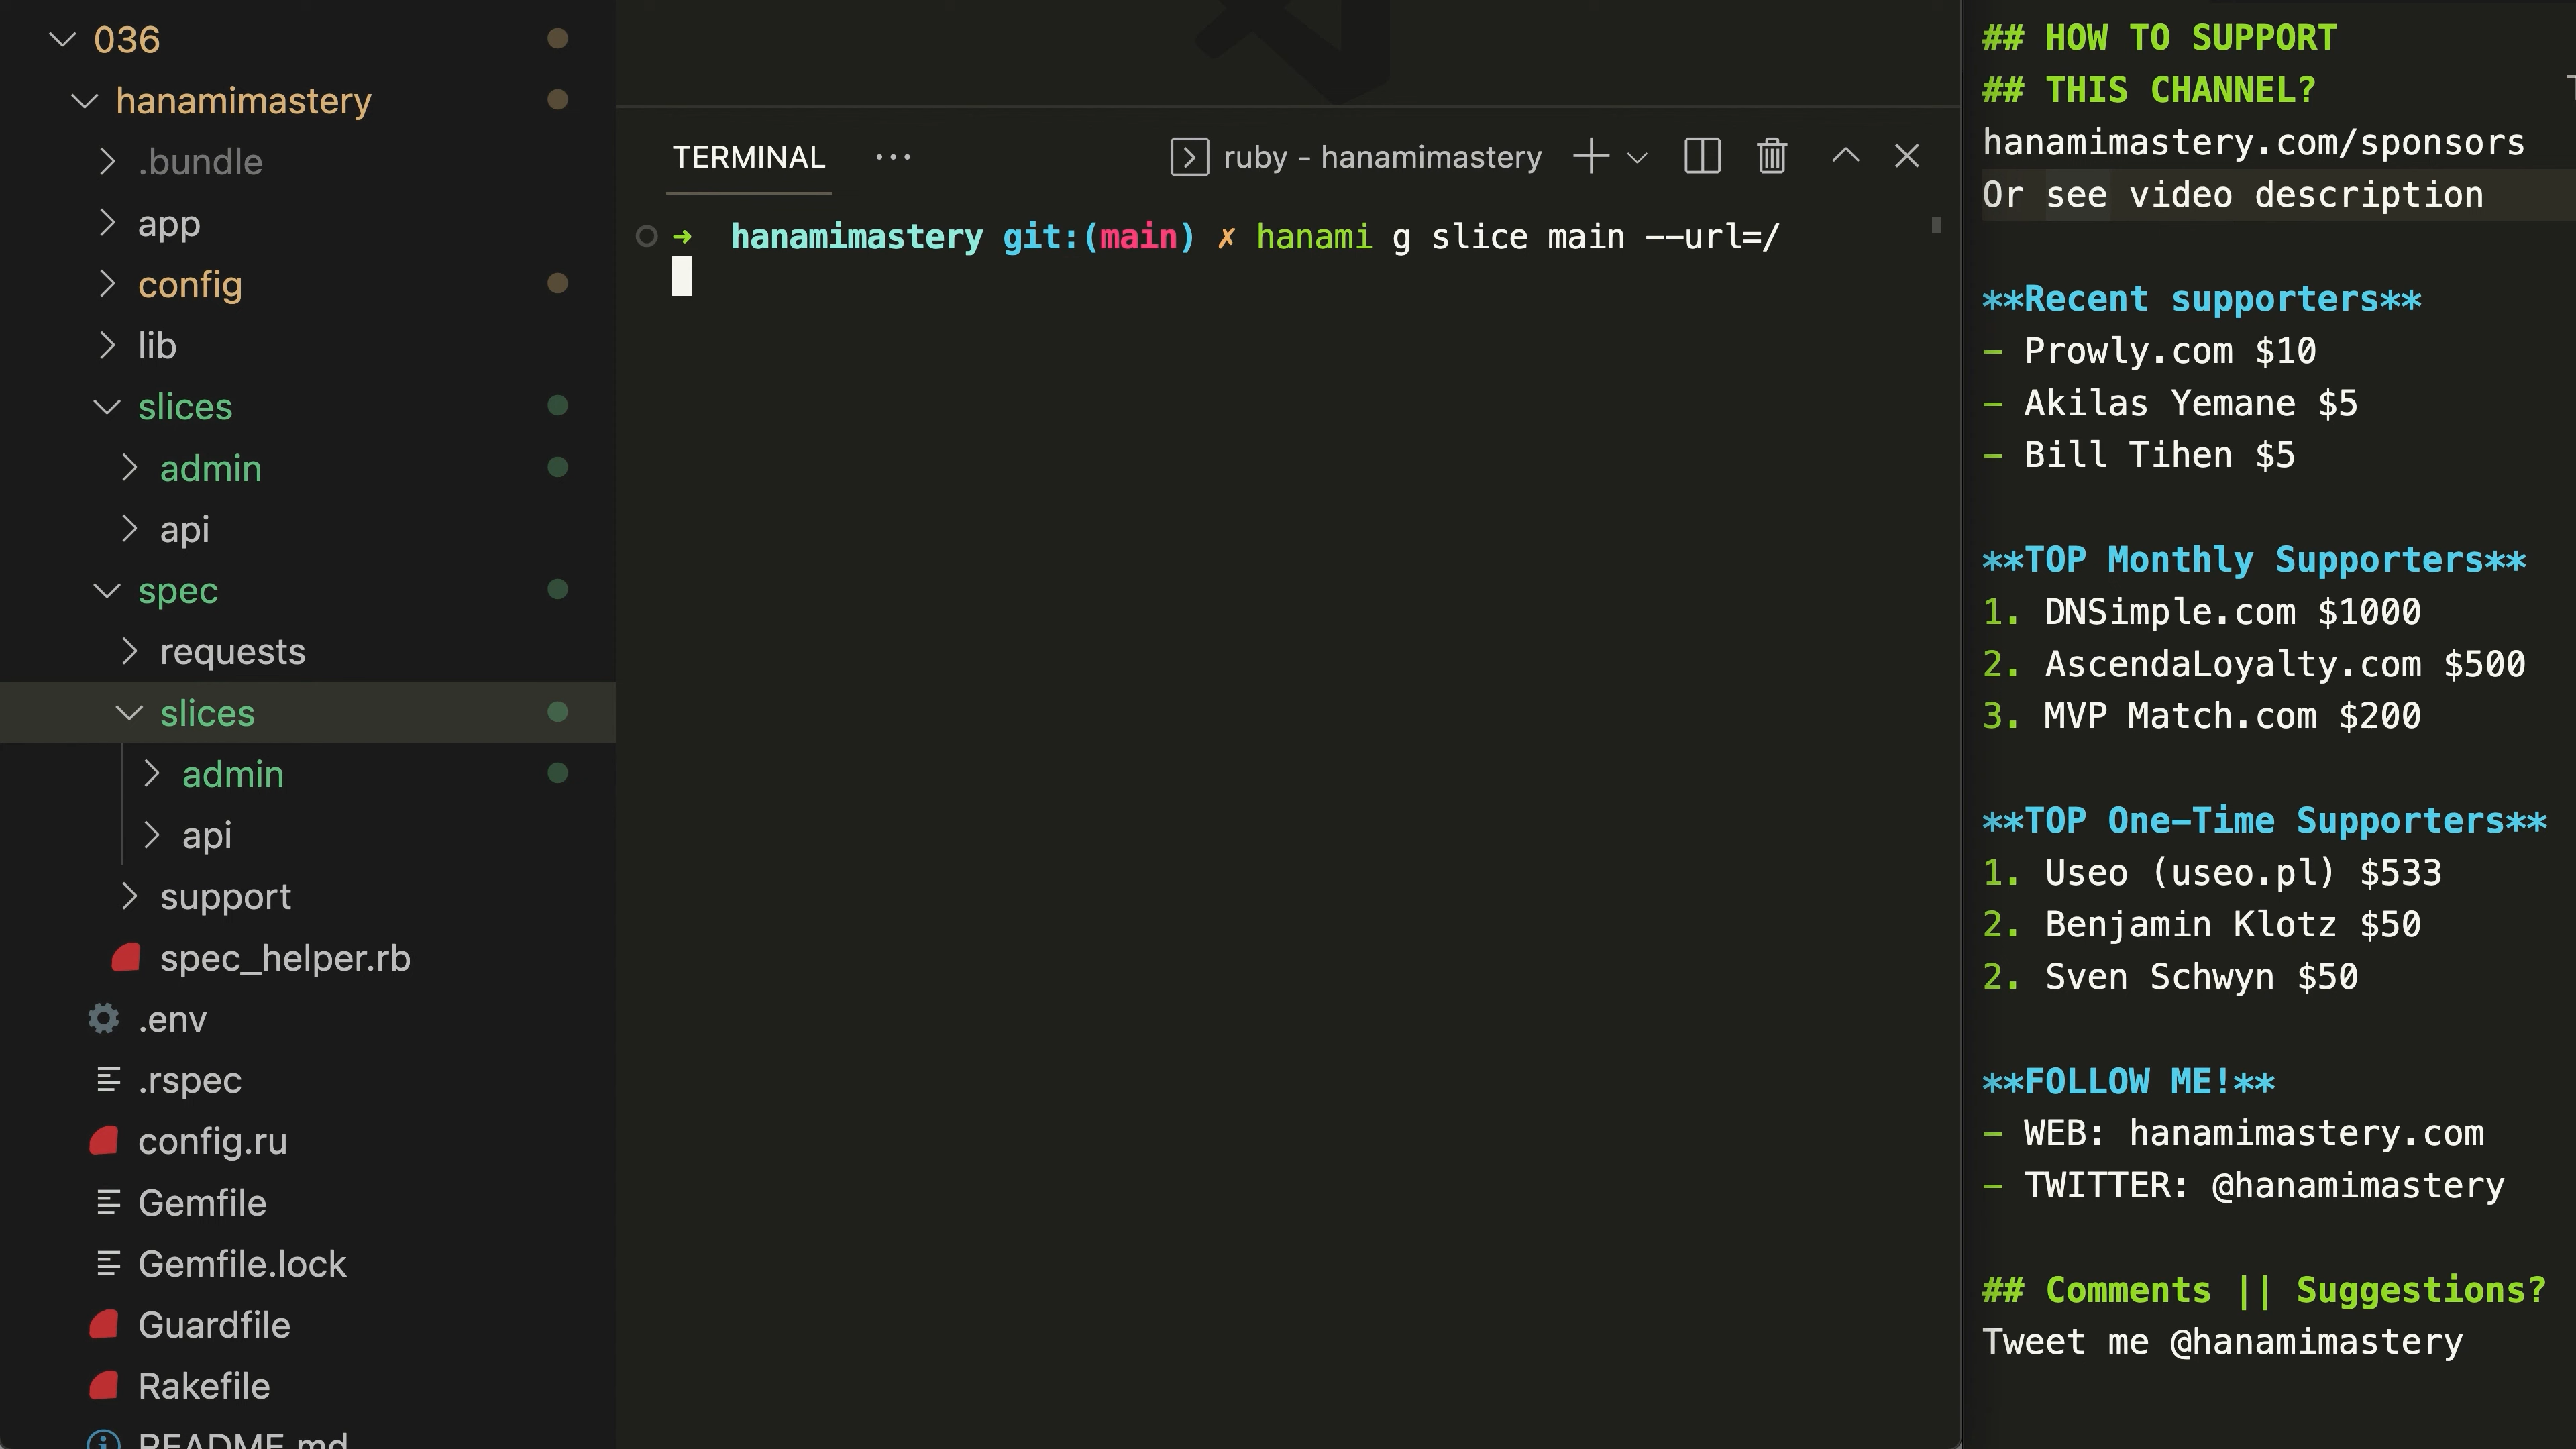 036
hanamimastery
.bundle
app
config
lib
slices
admin
api
spec
requests
slices
admin
api
support
spec_helper.rb
.env
.rspec
config.ru
Gemfile
Gemfile.lock
Guardfile
Rakefile
README.md
TERMINAL
ruby - hanamimastery
➜ hanamimastery git:(main) ✗ hanami g slice main --url=/
## HOW TO SUPPORT
## THIS CHANNEL?
hanamimastery.com/sponsors
Or see video description
**Recent supporters**
- Prowly.com $10
- Akilas Yemane $5
- Bill Tihen $5
**TOP Monthly Supporters**
1. DNSimple.com $1000
2. AscendaLoyalty.com $500
3. MVP Match.com $200
**TOP One-Time Supporters**
1. Useo (useo.pl) $533
2. Benjamin Klotz $50
2. Sven Schwyn $50
**FOLLOW ME!**
- WEB: hanamimastery.com
- TWITTER: @hanamimastery
## Comments || Suggestions?
Tweet me @hanamimastery